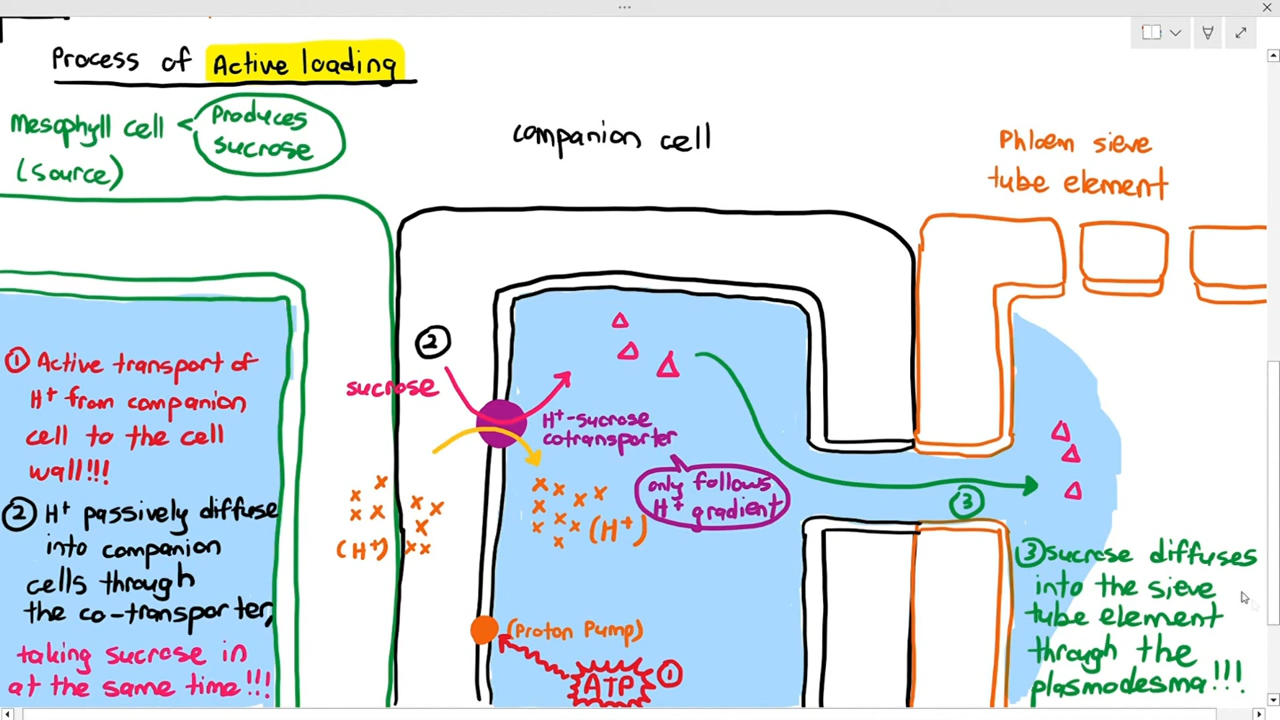 Process of Active loading
Mesophyll cell < Produces
sucrose
(source)
companion cell
Phloem sieve
tube element
① Active transport of
H+ from companion
cell to the cell
wall!!!
② H+ passively diffuse
into companion
cells through
the co-transporter,
taking sucrose in
at the same time!!!
②
sucrose
H+-sucrose
cotransporter
only follows
H+ gradient
(H+)
(H+)
(Proton Pump)
ATP ①
③
③ sucrose diffuses
into the sieve
tube element
through the
plasmodesma!!!